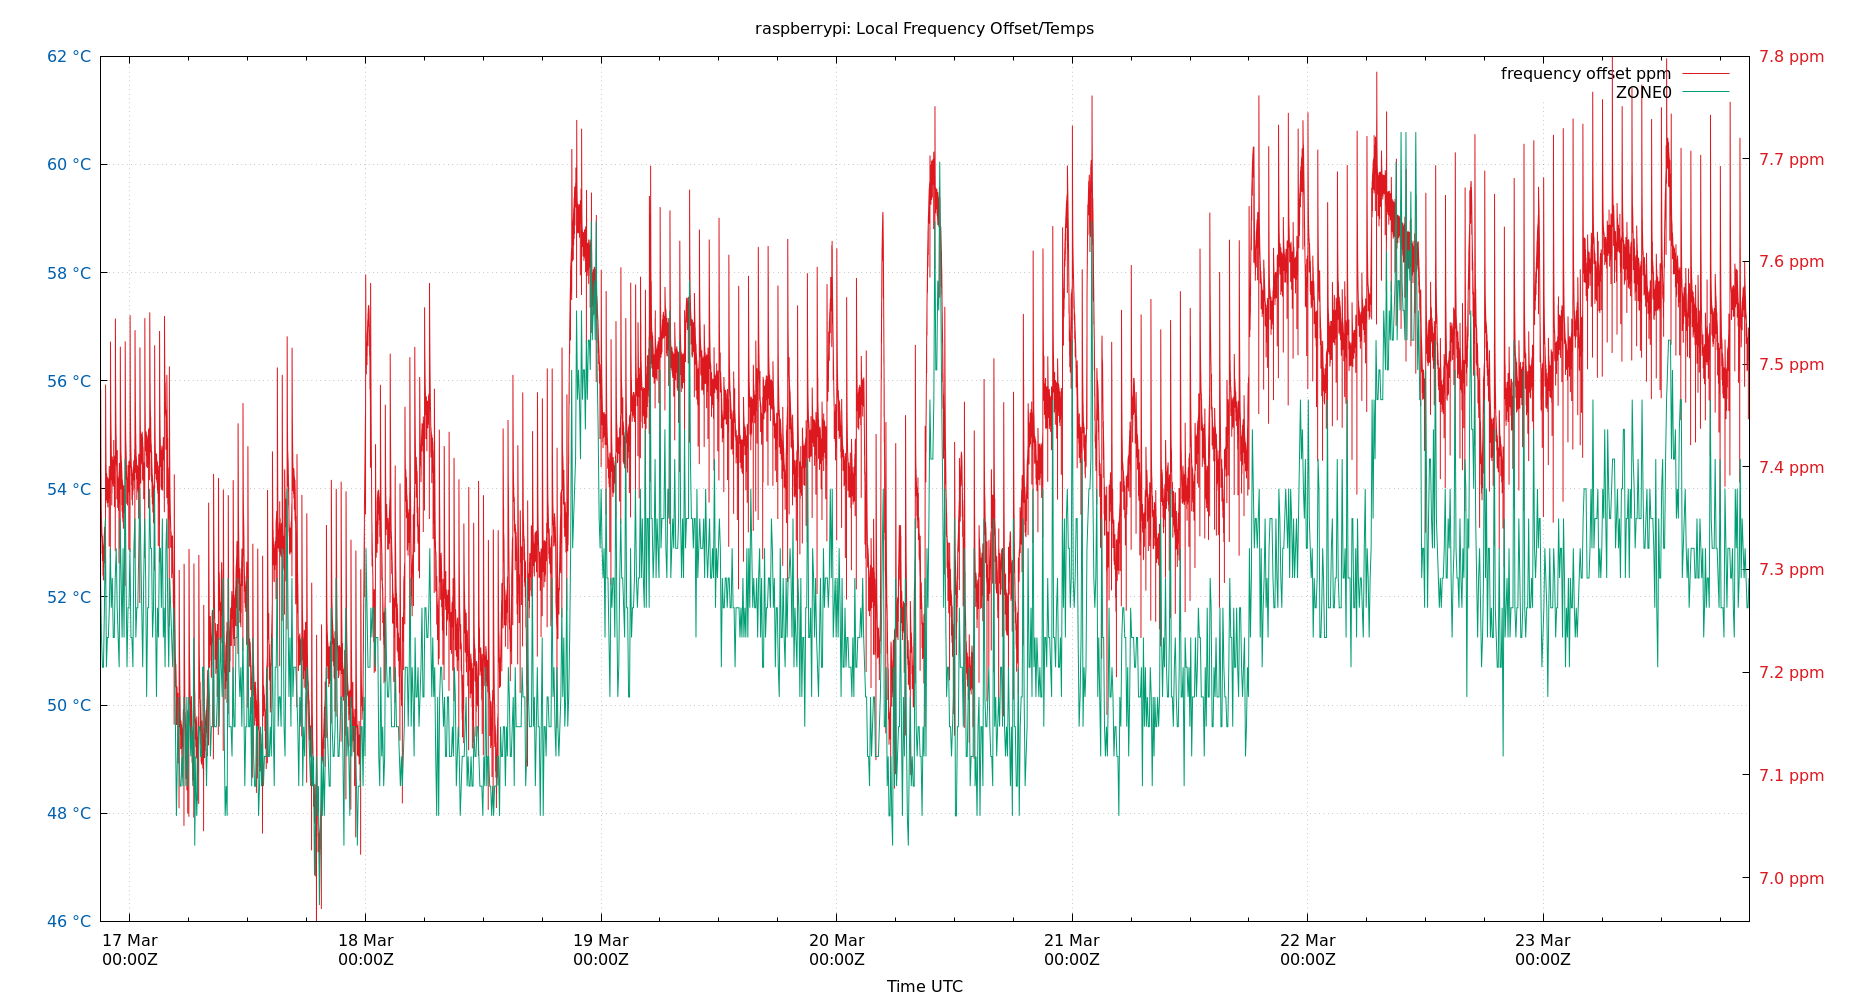 raspberrypi: Local Frequency Offset/Temps
62 °C
60 °C
58 °C
56 °C
54 °C
52 °C
50 °C
48 °C
46 °C
7.8 ppm
7.7 ppm
7.6 ppm
7.5 ppm
7.4 ppm
7.3 ppm
7.2 ppm
7.1 ppm
7.0 ppm
frequency offset ppm
ZONE0
17 Mar
00:00Z
18 Mar
00:00Z
19 Mar
00:00Z
20 Mar
00:00Z
21 Mar
00:00Z
22 Mar
00:00Z
23 Mar
00:00Z
Time UTC